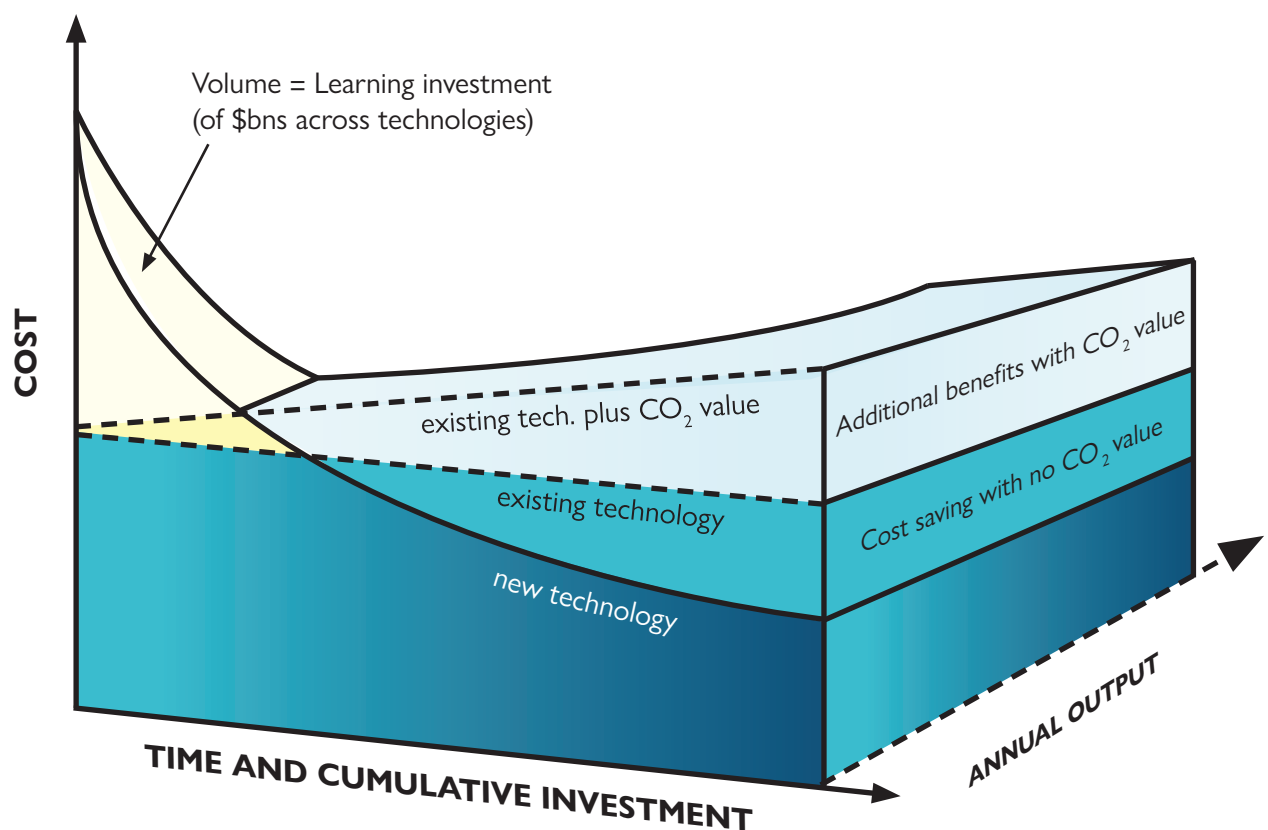 Volume = Learning investment
(of $bns across technologies)
COST
existing tech. plus CO₂ value
Additional benefits with CO₂ value
existing technology
Cost saving with no CO₂ value
new technology
ANNUAL OUTPUT
TIME AND CUMULATIVE INVESTMENT